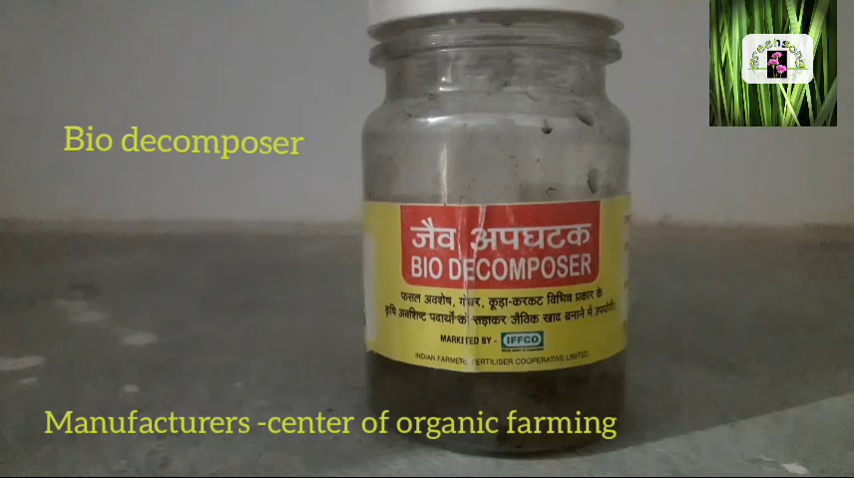 greensona
Bio decomposer
जैव अपघटक
BIO DECOMPOSER
फसल अवशेष, गोबर, कूड़ा-करकट विभिन्न प्रकार के
कृषि अवशिष्ट पदार्थों को सड़ाकर जैविक खाद बनाने में उपयोगी
MARKETED BY - IFFCO
INDIAN FARMERS FERTILISER COOPERATIVE LIMITED
Manufacturers -center of organic farming